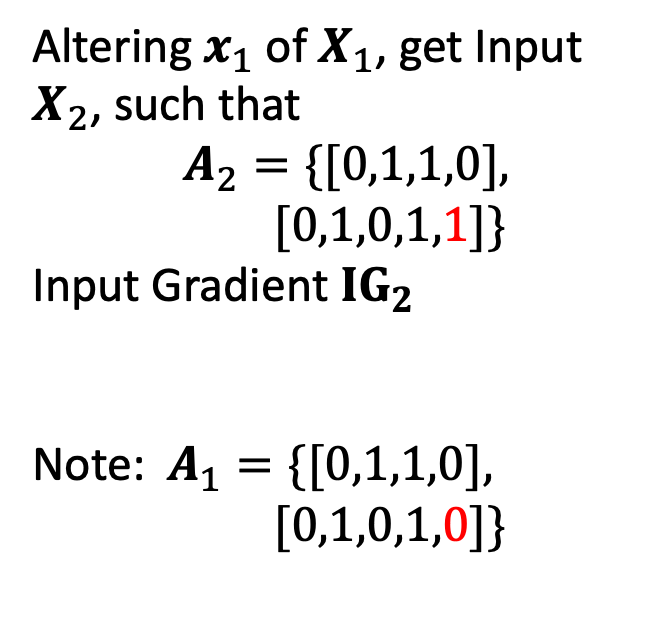 Altering x₁ of X₁, get Input
X₂, such that
A₂ = {[0,1,1,0],
[0,1,0,1,1]}
Input Gradient IG₂
Note: A₁ = {[0,1,1,0],
[0,1,0,1,0]}